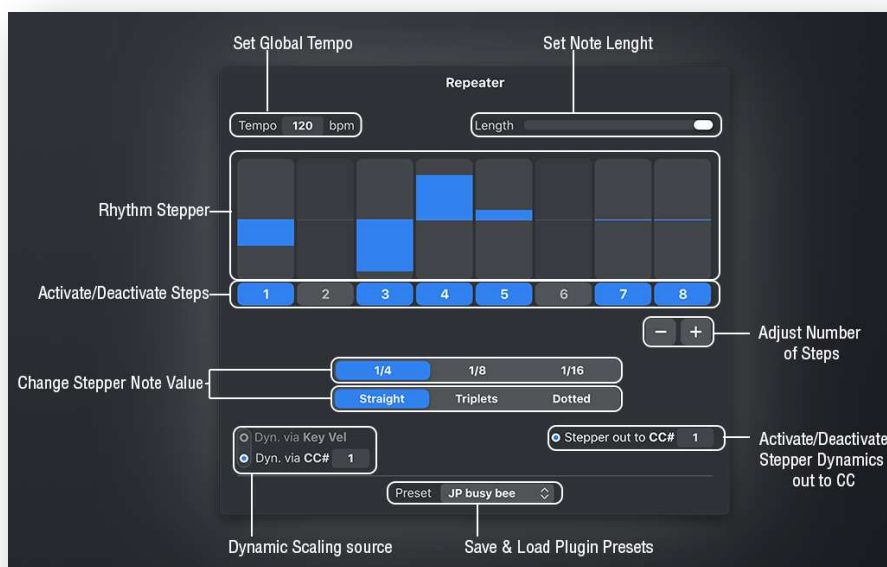 Set Global Tempo
Set Note Lenght
Repeater
Tempo 120 bpm
Length
Rhythm Stepper
Activate/Deactivate Steps
1 2 3 4 5 6 7 8
− +
Adjust Number
of Steps
Change Stepper Note Value
1/4 1/8 1/16
Straight Triplets Dotted
Dyn. via Key Vel
Dyn. via CC# 1
Stepper out to CC# 1
Activate/Deactivate
Stepper Dynamics
out to CC
Preset JP busy bee
Dynamic Scaling source
Save & Load Plugin Presets